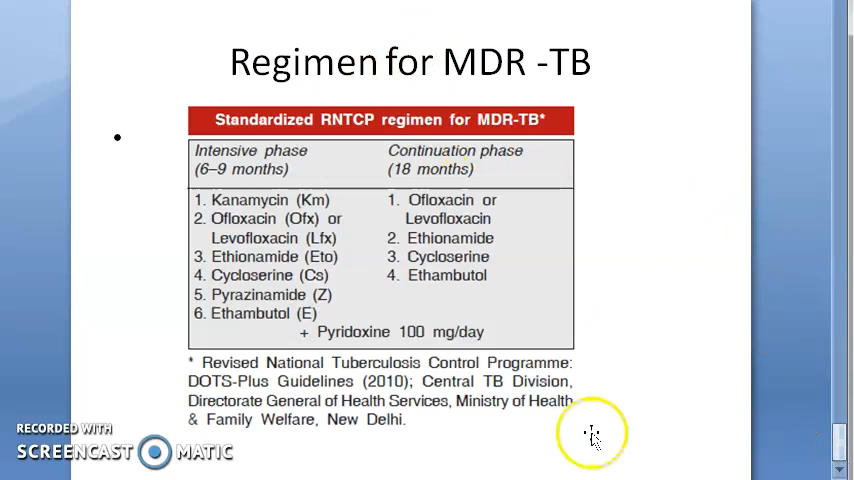 Regimen for MDR -TB
Standardized RNTCP regimen for MDR-TB*
Intensive phase
(6–9 months)
Continuation phase
(18 months)
1. Kanamycin (Km)
2. Ofloxacin (Ofx) or
Levofloxacin (Lfx)
3. Ethionamide (Eto)
4. Cycloserine (Cs)
5. Pyrazinamide (Z)
6. Ethambutol (E)
1. Ofloxacin or
Levofloxacin
2. Ethionamide
3. Cycloserine
4. Ethambutol
+ Pyridoxine 100 mg/day
* Revised National Tuberculosis Control Programme:
DOTS-Plus Guidelines (2010); Central TB Division,
Directorate General of Health Services, Ministry of Health
& Family Welfare, New Delhi.
RECORDED WITH
SCREENCAST MATIC